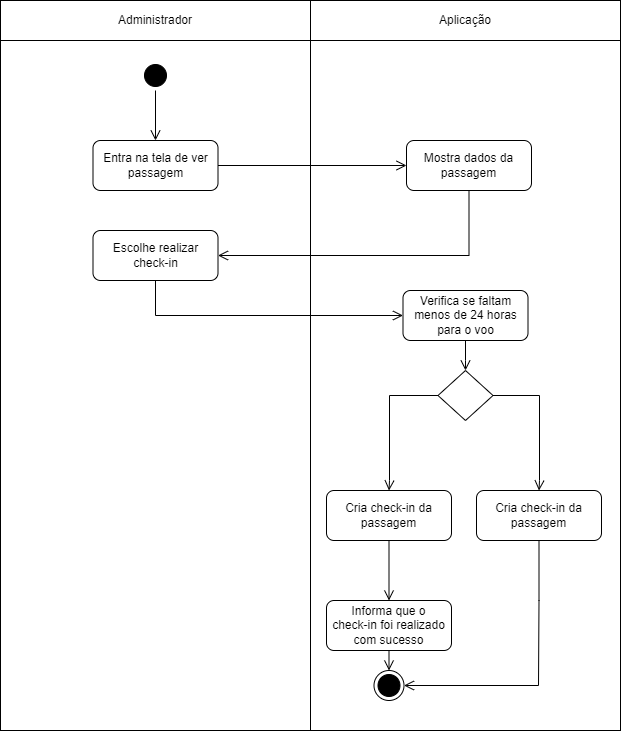 Administrador
Aplicação
Entra na tela de ver
passagem
Mostra dados da
passagem
Escolhe realizar
check-in
Verifica se faltam
menos de 24 horas
para o voo
Cria check-in da
passagem
Cria check-in da
passagem
Informa que o
check-in foi realizado
com sucesso